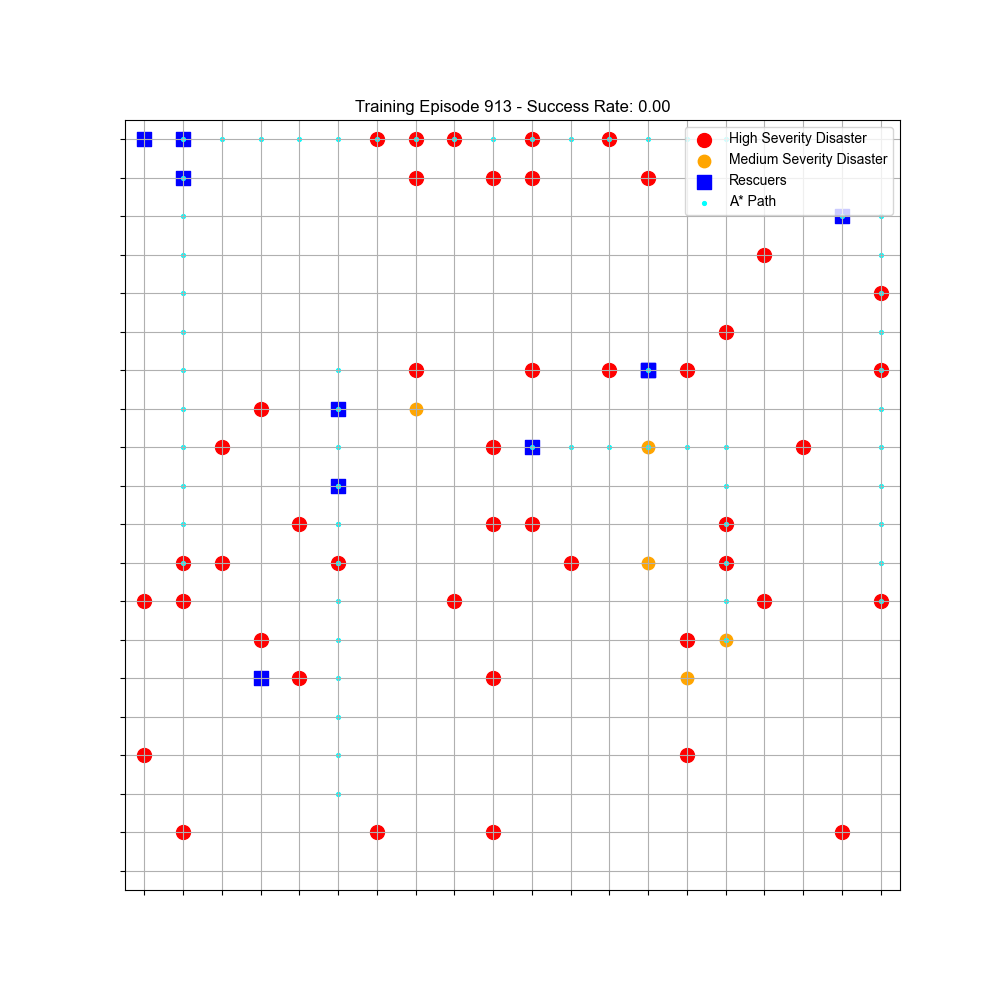 Training Episode 913 - Success Rate: 0.00
High Severity Disaster
Medium Severity Disaster
Rescuers
A* Path